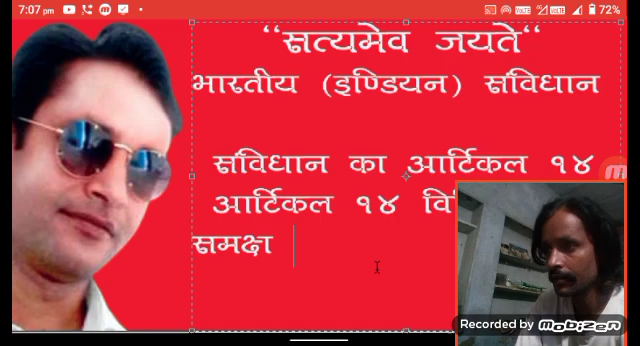 7:07 pm
72%
“सत्यमेव जयते“
भारतीय (इण्डियन) संविधान
संविधान का आर्टिकल १४
आर्टिकल १४
समक्ष
Recorded by mobizen